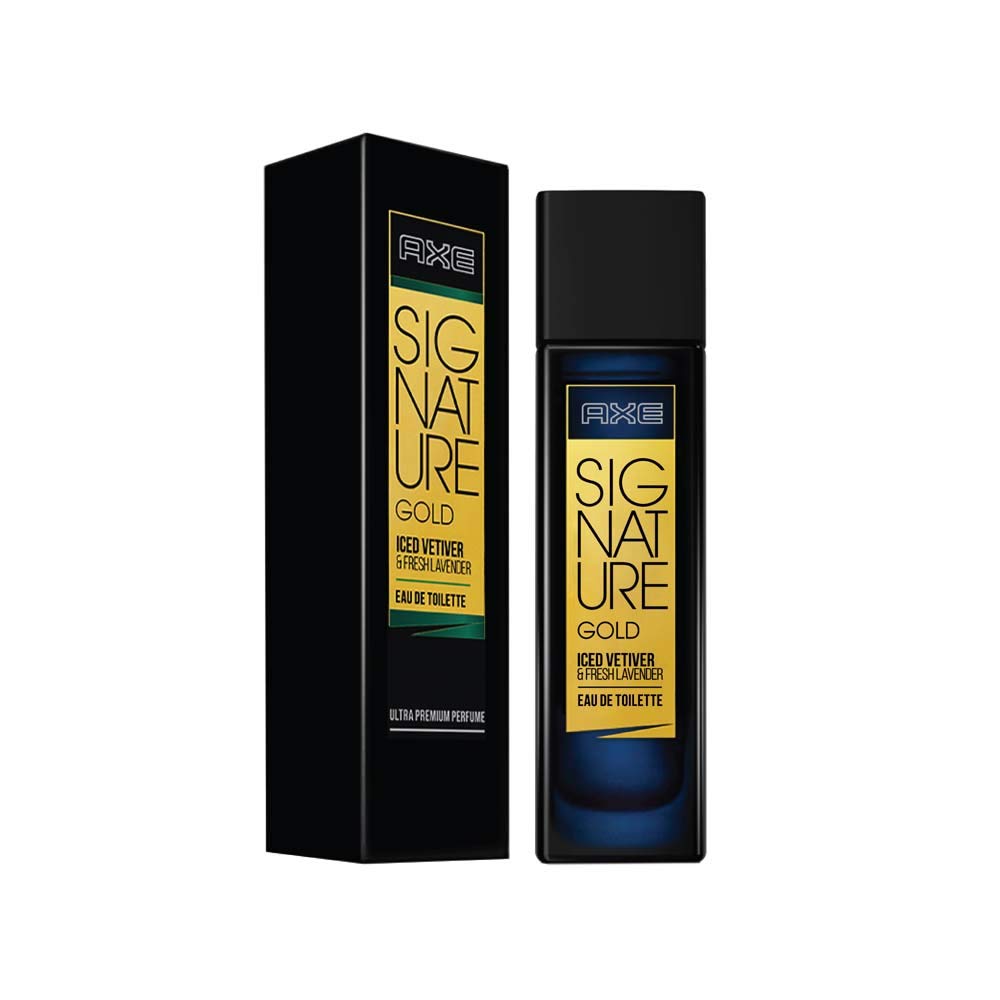 AXE
SIG
NAT
URE
GOLD
ICED VETIVER
& FRESH LAVENDER
EAU DE TOILETTE
ULTRA PREMIUM PERFUME
AXE
SIG
NAT
URE
GOLD
ICED VETIVER
& FRESH LAVENDER
EAU DE TOILETTE